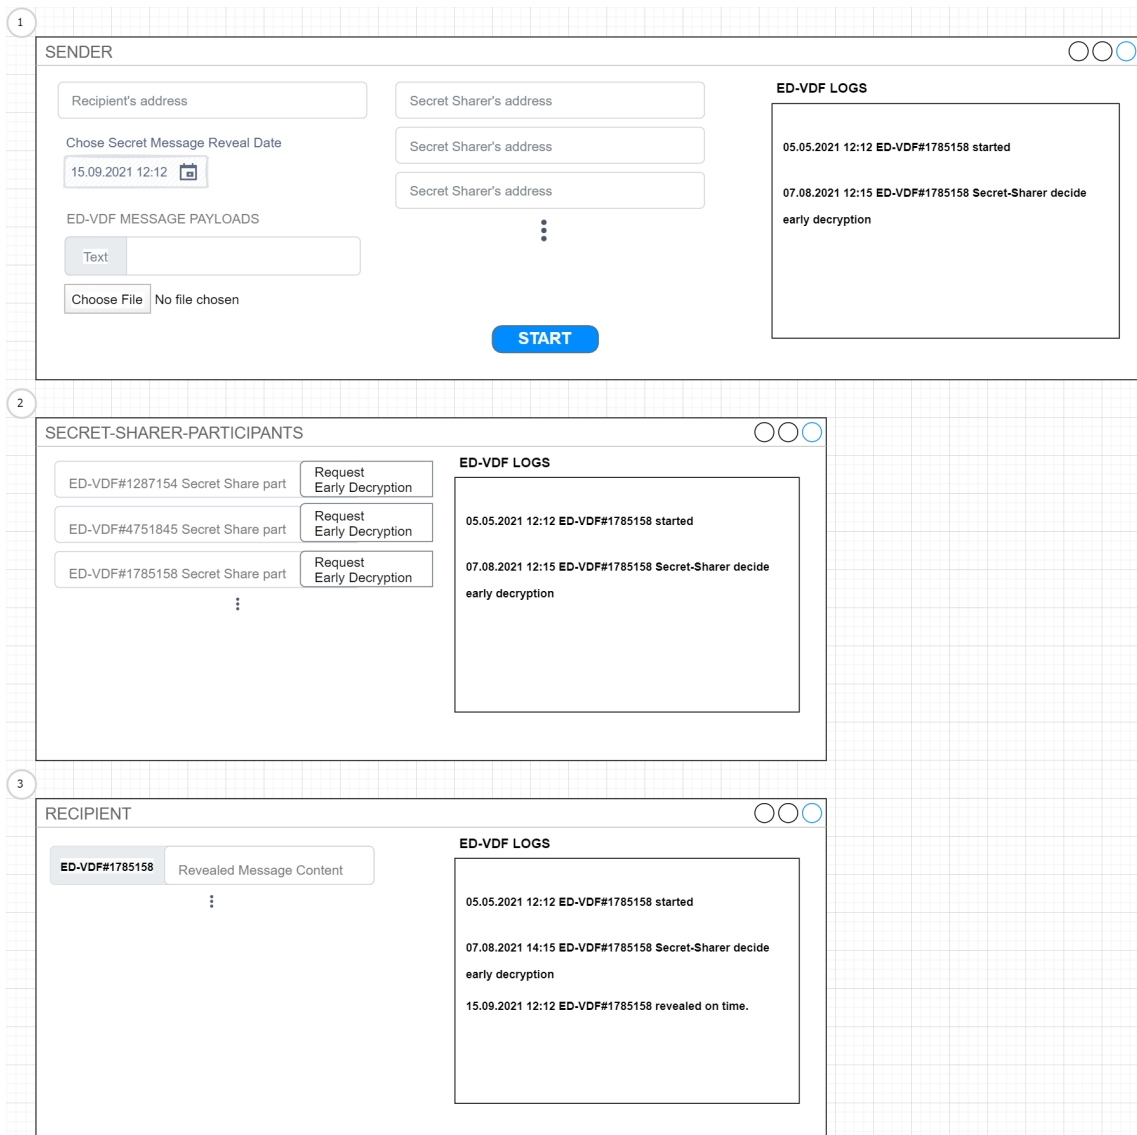 1
SENDER
Recipient's address
Chose Secret Message Reveal Date
15.09.2021 12:12
ED-VDF MESSAGE PAYLOADS
Text
Choose File No file chosen
Secret Sharer's address
Secret Sharer's address
Secret Sharer's address
START
ED-VDF LOGS
05.05.2021 12:12 ED-VDF#1785158 started
07.08.2021 12:15 ED-VDF#1785158 Secret-Sharer decide
early decryption
2
SECRET-SHARER-PARTICIPANTS
ED-VDF#1287154 Secret Share part
Request
Early Decryption
ED-VDF#4751845 Secret Share part
Request
Early Decryption
ED-VDF#1785158 Secret Share part
Request
Early Decryption
ED-VDF LOGS
05.05.2021 12:12 ED-VDF#1785158 started
07.08.2021 12:15 ED-VDF#1785158 Secret-Sharer decide
early decryption
3
RECIPIENT
ED-VDF#1785158 Revealed Message Content
ED-VDF LOGS
05.05.2021 12:12 ED-VDF#1785158 started
07.08.2021 14:15 ED-VDF#1785158 Secret-Sharer decide
early decryption
15.09.2021 12:12 ED-VDF#1785158 revealed on time.